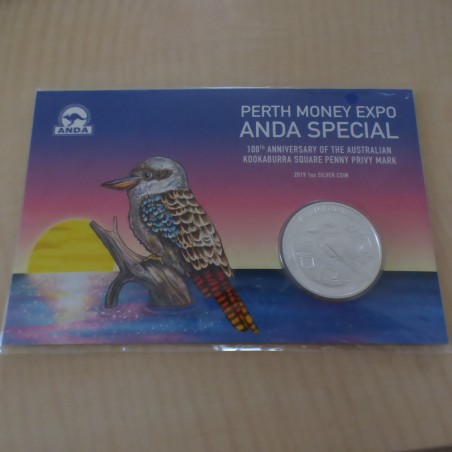 ANDA
PERTH MONEY EXPO
ANDA SPECIAL
100TH ANNIVERSARY OF THE AUSTRALIAN
KOOKABURRA SQUARE PENNY PRIVY MARK
2019 1oz SILVER COIN